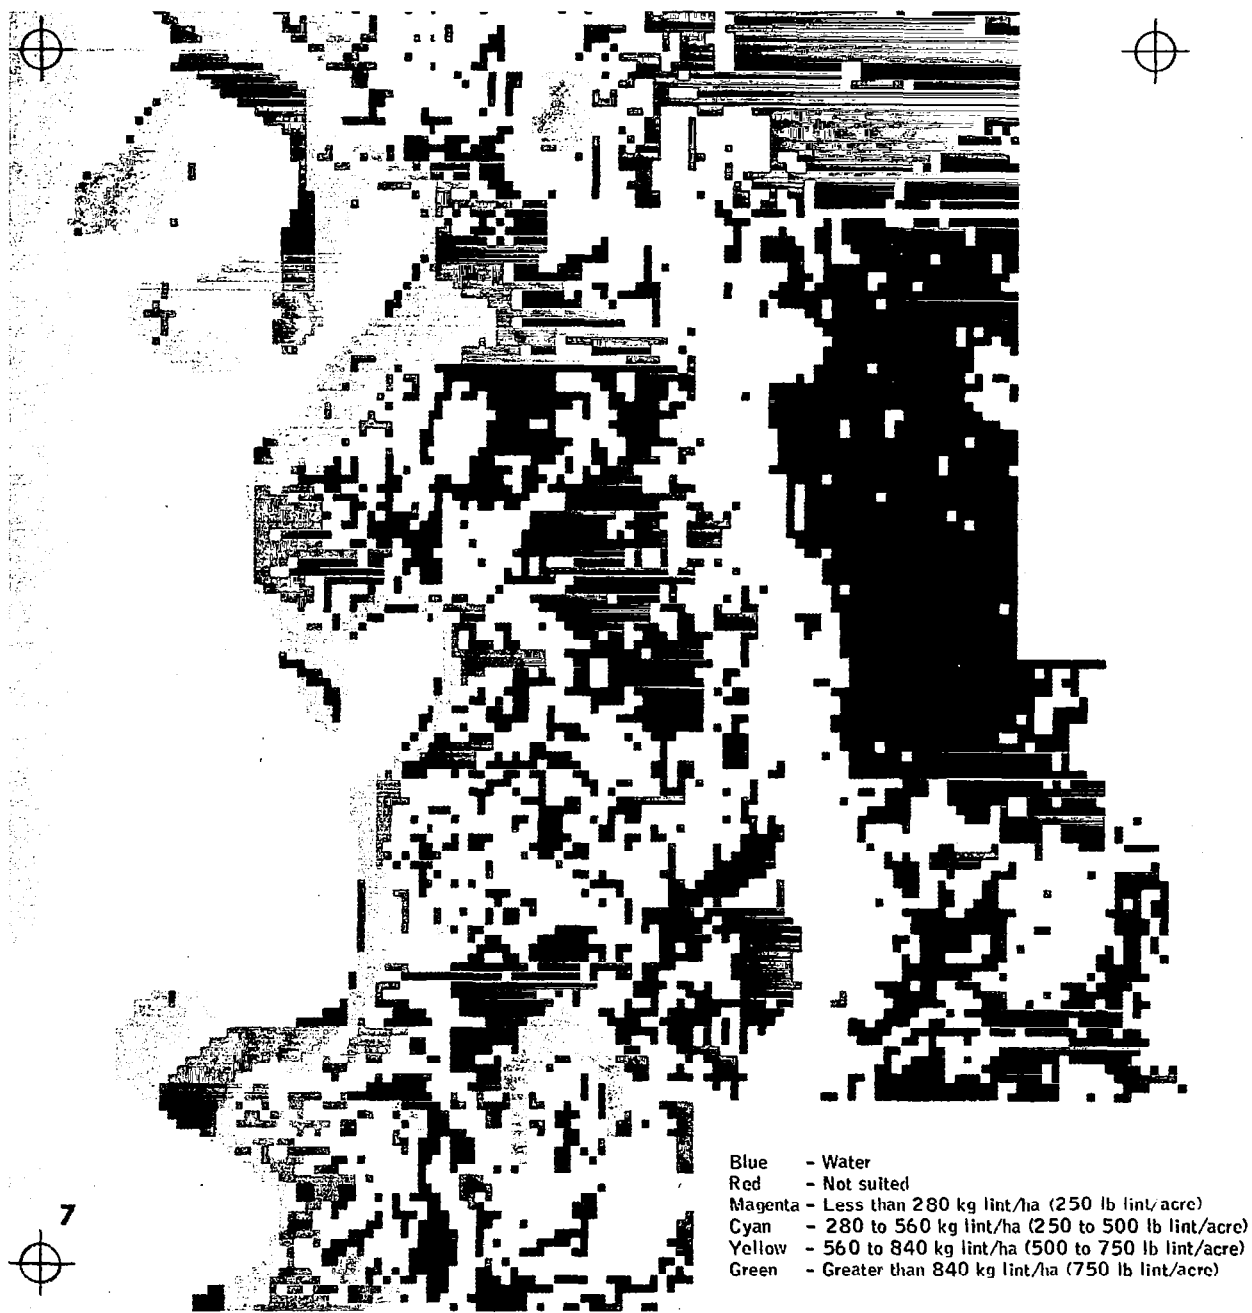 7
Blue - Water
Red - Not suited
Magenta - Less than 280 kg lint/ha (250 lb lint/acre)
Cyan - 280 to 560 kg lint/ha (250 to 500 lb lint/acre)
Yellow - 560 to 840 kg lint/ha (500 to 750 lb lint/acre)
Green - Greater than 840 kg lint/ha (750 lb lint/acre)